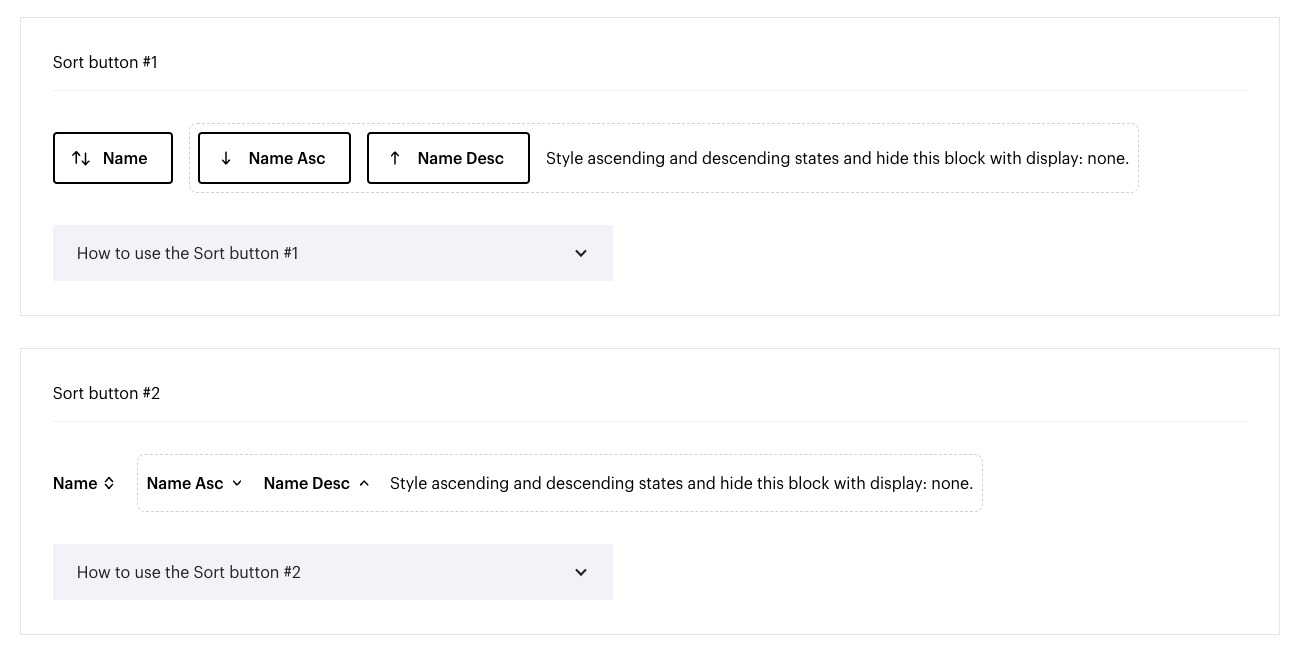 Sort button #1
Name Name Asc Name Desc Style ascending and descending states and hide this block with display: none.
How to use the Sort button #1
Sort button #2
Name Name Asc Name Desc Style ascending and descending states and hide this block with display: none.
How to use the Sort button #2